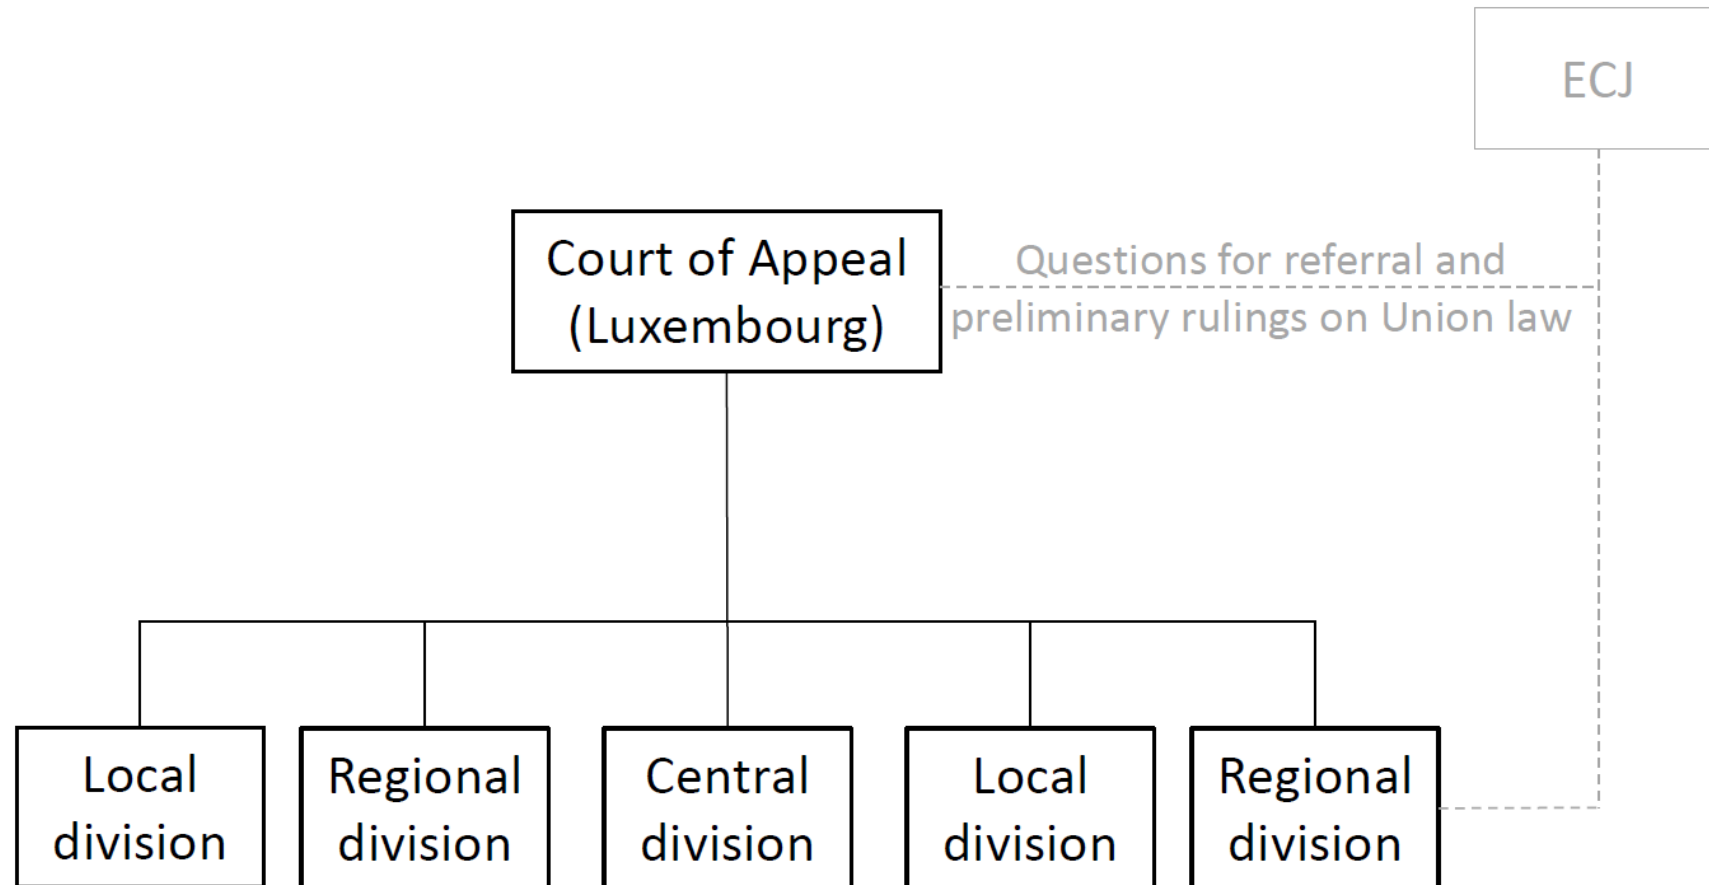 ECJ
Court of Appeal
(Luxembourg)
Questions for referral and
preliminary rulings on Union law
Local
division
Regional
division
Central
division
Local
division
Regional
division